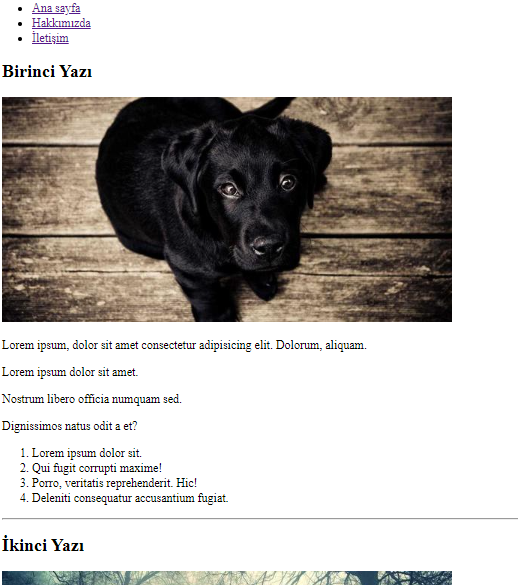 Ana sayfa
Hakkımızda
İletişim
Birinci Yazı
Lorem ipsum, dolor sit amet consectetur adipisicing elit. Dolorum, aliquam.
Lorem ipsum dolor sit amet.
Nostrum libero officia numquam sed.
Dignissimos natus odit a et?
1. Lorem ipsum dolor sit.
2. Qui fugit corrupti maxime!
3. Porro, veritatis reprehenderit. Hic!
4. Deleniti consequatur accusantium fugiat.
İkinci Yazı